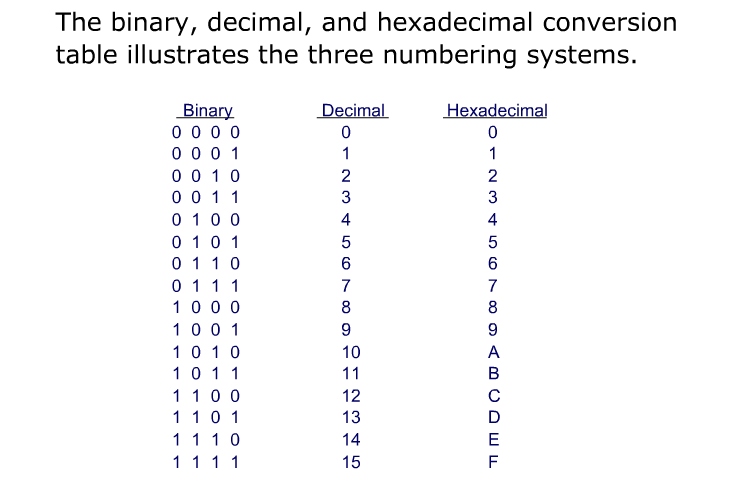 The binary, decimal, and hexadecimal conversion
table illustrates the three numbering systems.
Binary Decimal Hexadecimal
0 0 0 0 0 0
0 0 0 1 1 1
0 0 1 0 2 2
0 0 1 1 3 3
0 1 0 0 4 4
0 1 0 1 5 5
0 1 1 0 6 6
0 1 1 1 7 7
1 0 0 0 8 8
1 0 0 1 9 9
1 0 1 0 10 A
1 0 1 1 11 B
1 1 0 0 12 C
1 1 0 1 13 D
1 1 1 0 14 E
1 1 1 1 15 F